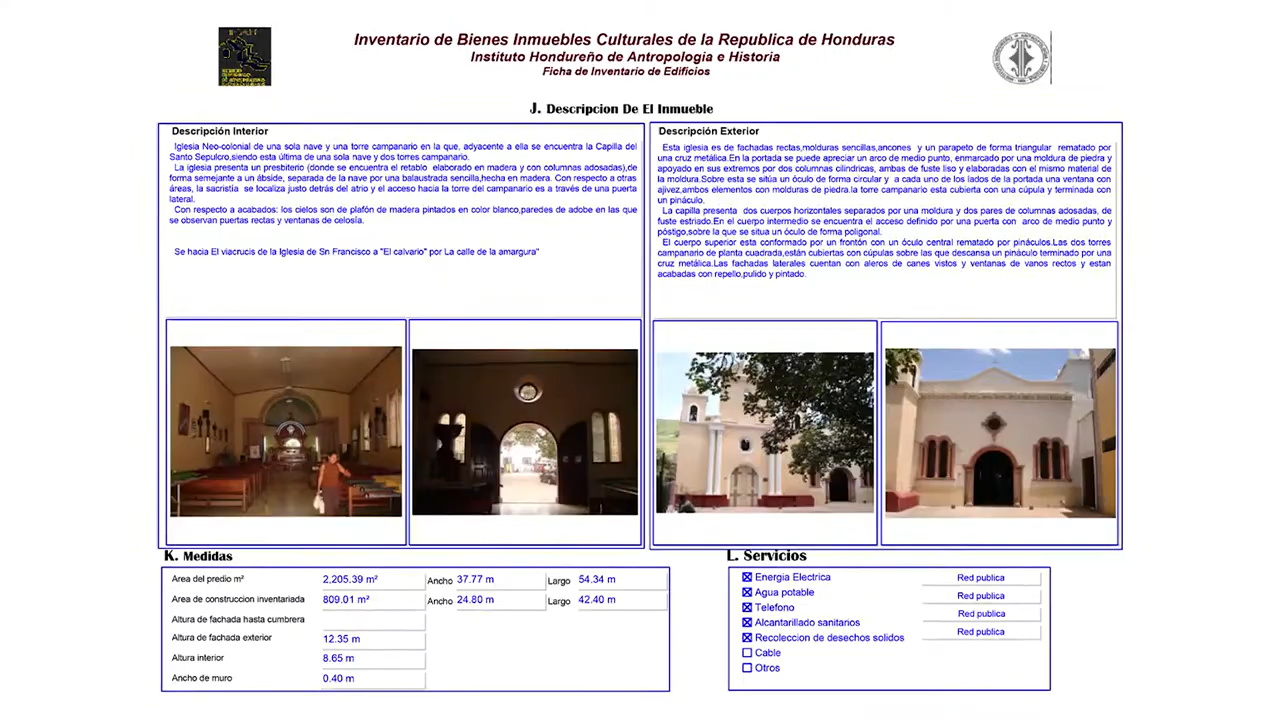 Inventario de Bienes Inmuebles Culturales de la Republica de Honduras
Instituto Hondureño de Antropologia e Historia
Ficha de Inventario de Edificios
J. Descripcion De El Inmueble
Descripción Interior
Iglesia Neo-colonial de una sola nave y una torre campanario en la que, adyacente a ella se encuentra la Capilla del
Santo Sepulcro,siendo esta última de una sola nave y dos torres campanario.
La iglesia presenta un presbiterio (donde se encuentra el retablo elaborado en madera y con columnas adosadas),de
forma semejante a un ábside, separada de la nave por una balaustrada sencilla,hecha en madera. Con respecto a otras
áreas, la sacristía se localiza justo detrás del atrio y el acceso hacia la torre del campanario es a través de una puerta
lateral.
Con respecto a acabados: los cielos son de plafón de madera pintados en color blanco,paredes de adobe en las que
se observan puertas rectas y ventanas de celosía.
Se hacia El viacrucis de la Iglesia de Sn Francisco a "El calvario" por La calle de la amargura"
Descripción Exterior
Esta iglesia es de fachadas rectas,molduras sencillas,ancones y un parapeto de forma triangular rematado por
una cruz metálica.En la portada se puede apreciar un arco de medio punto, enmarcado por una moldura de piedra y
apoyado en sus extremos por dos columnas cilindricas, ambas de fuste liso y elaboradas con el mismo material de
la moldura.Sobre esta se sitúa un óculo de forma circular y a cada uno de los lados de la portada una ventana con
ajivez,ambos elementos con molduras de piedra.la torre campanario esta cubierta con una cúpula y terminada con
un pináculo.
La capilla presenta dos cuerpos horizontales separados por una moldura y dos pares de columnas adosadas, de
fuste estriado.En el cuerpo intermedio se encuentra el acceso definido por una puerta con arco de medio punto y
póstigo,sobre la que se situa un óculo de forma poligonal.
El cuerpo superior esta conformado por un frontón con un óculo central rematado por pináculos.Las dos torres
campanario de planta cuadrada,están cubiertas con cúpulas sobre las que descansa un pináculo terminado por una
cruz metálica.Las fachadas laterales cuentan con aleros de canes vistos y ventanas de vanos rectos y estan
acabadas con repello,pulido y pintado.
K. Medidas
Area del predio m² 2,205.39 m² Ancho 37.77 m Largo 54.34 m
Area de construccion inventariada 809.01 m² Ancho 24.80 m Largo 42.40 m
Altura de fachada hasta cumbrera
Altura de fachada exterior 12.35 m
Altura interior 8.65 m
Ancho de muro 0.40 m
L. Servicios
Energia Electrica Red publica
Agua potable Red publica
Telefono Red publica
Alcantarillado sanitarios Red publica
Recoleccion de desechos solidos
Cable
Otros